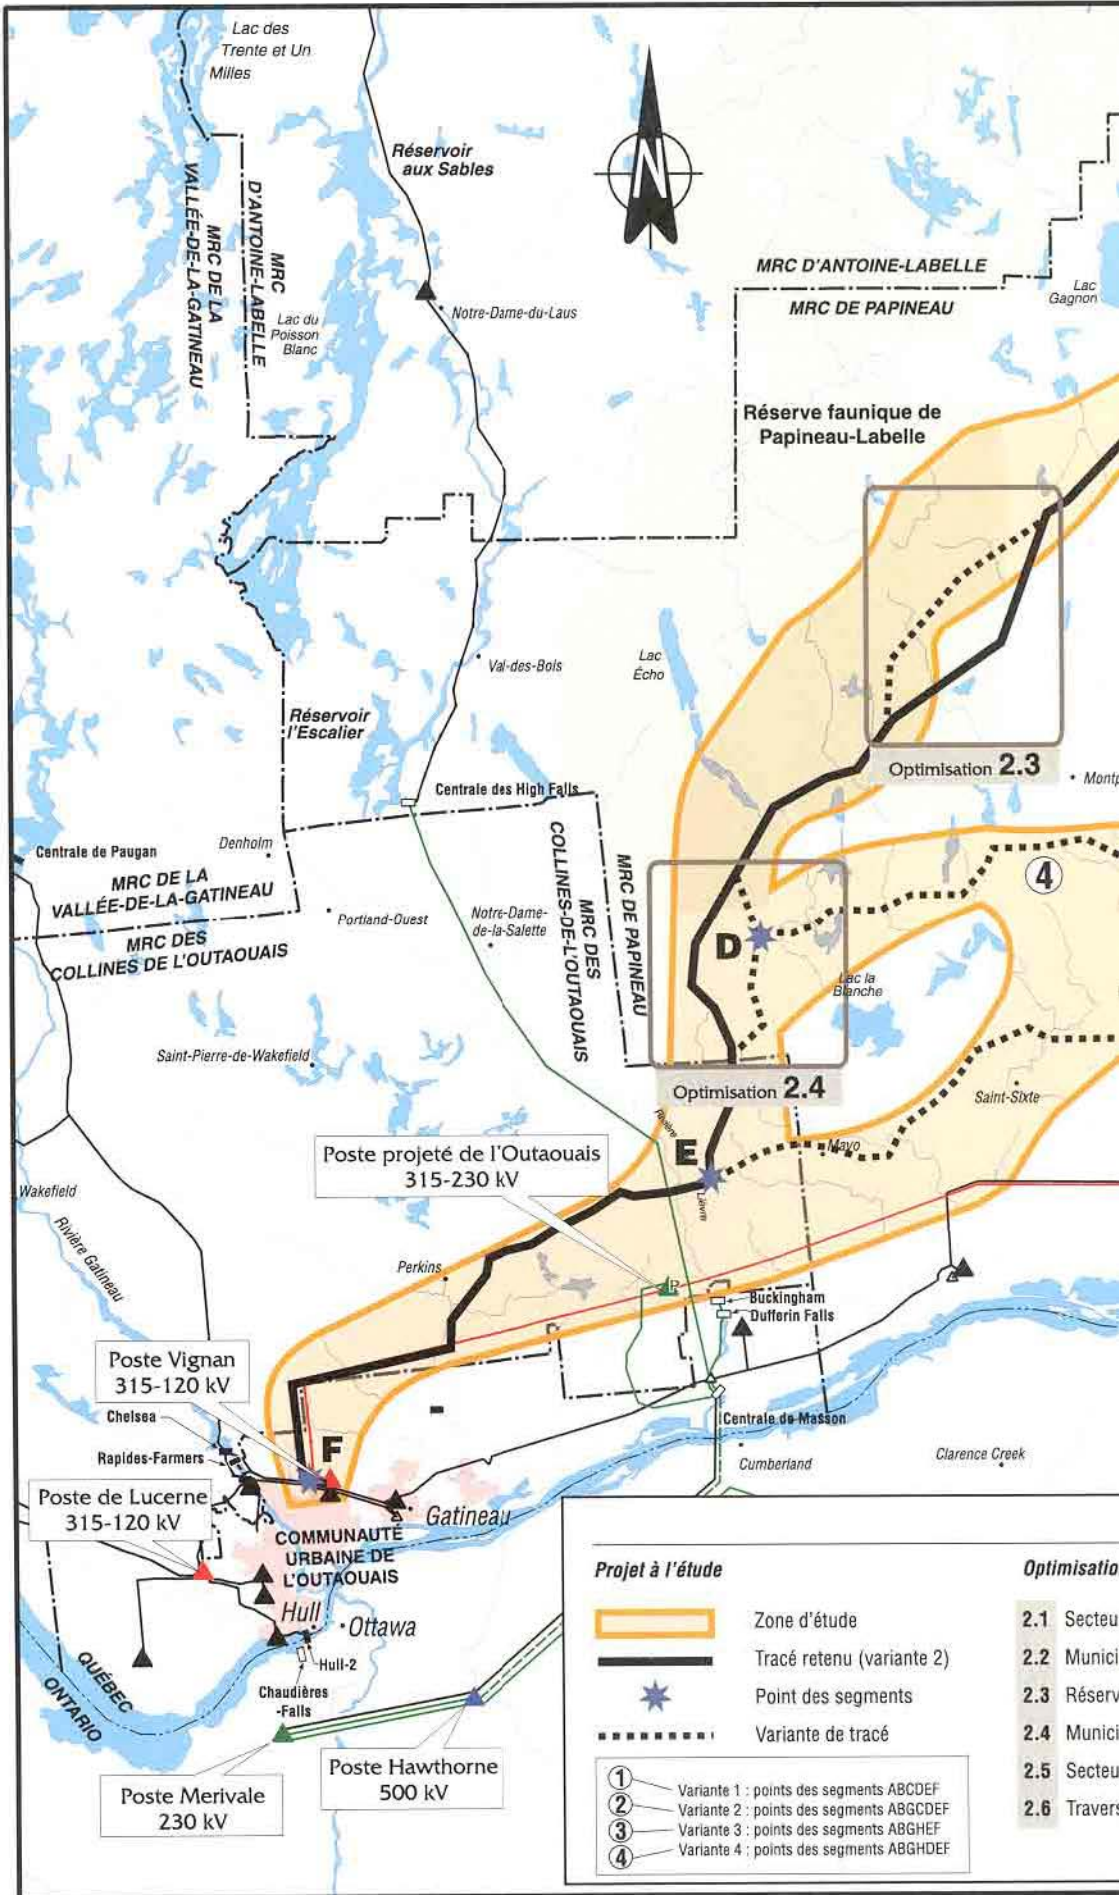 Lac des
Trente et Un
Milles
Réservoir
aux Sables
N
MRC DE LA
VALLÉE-DE-LA-GATINEAU
MRC
D'ANTOINE-LABELLE
Lac du
Poisson
Blanc
Notre-Dame-du-Laus
MRC D'ANTOINE-LABELLE
MRC DE PAPINEAU
Lac
Gagnon
Réserve faunique de
Papineau-Labelle
Val-des-Bois
Lac
Écho
Réservoir
l'Escalier
Optimisation 2.3
Montp
Centrale des High Falls
Centrale de Paugan
Denholm
MRC DE LA
VALLÉE-DE-LA-GATINEAU
MRC DES
COLLINES DE L'OUTAOUAIS
Portland-Ouest
Notre-Dame-
de-la-Salette
MRC DES
COLLINES-DE-L'OUTAOUAIS
MRC DE PAPINEAU
4
D
Lac la
Blanche
Saint-Pierre-de-Wakefield
Optimisation 2.4
Saint-Sixte
Rivière
Lièvre
E
Mayo
Poste projeté de l'Outaouais
315-230 kV
Wakefield
Rivière Gatineau
Perkins
P
Buckingham
Dufferin Falls
Poste Vignan
315-120 kV
Chelsea
Rapides-Farmers
F
Centrale de Masson
Cumberland
Clarence Creek
Poste de Lucerne
315-120 kV
Gatineau
COMMUNAUTÉ
URBAINE DE
L'OUTAOUAIS
Hull
Ottawa
Hull-2
Chaudières
-Falls
QUÉBEC
ONTARIO
Poste Merivale
230 kV
Poste Hawthorne
500 kV
Projet à l'étude
Zone d'étude
Tracé retenu (variante 2)
Point des segments
Variante de tracé
1 Variante 1 : points des segments ABCDEF
2 Variante 2 : points des segments ABGCDEF
3 Variante 3 : points des segments ABGHEF
4 Variante 4 : points des segments ABGHDEF
Optimisation
2.1 Secteu
2.2 Munici
2.3 Réserv
2.4 Munici
2.5 Secteu
2.6 Travers